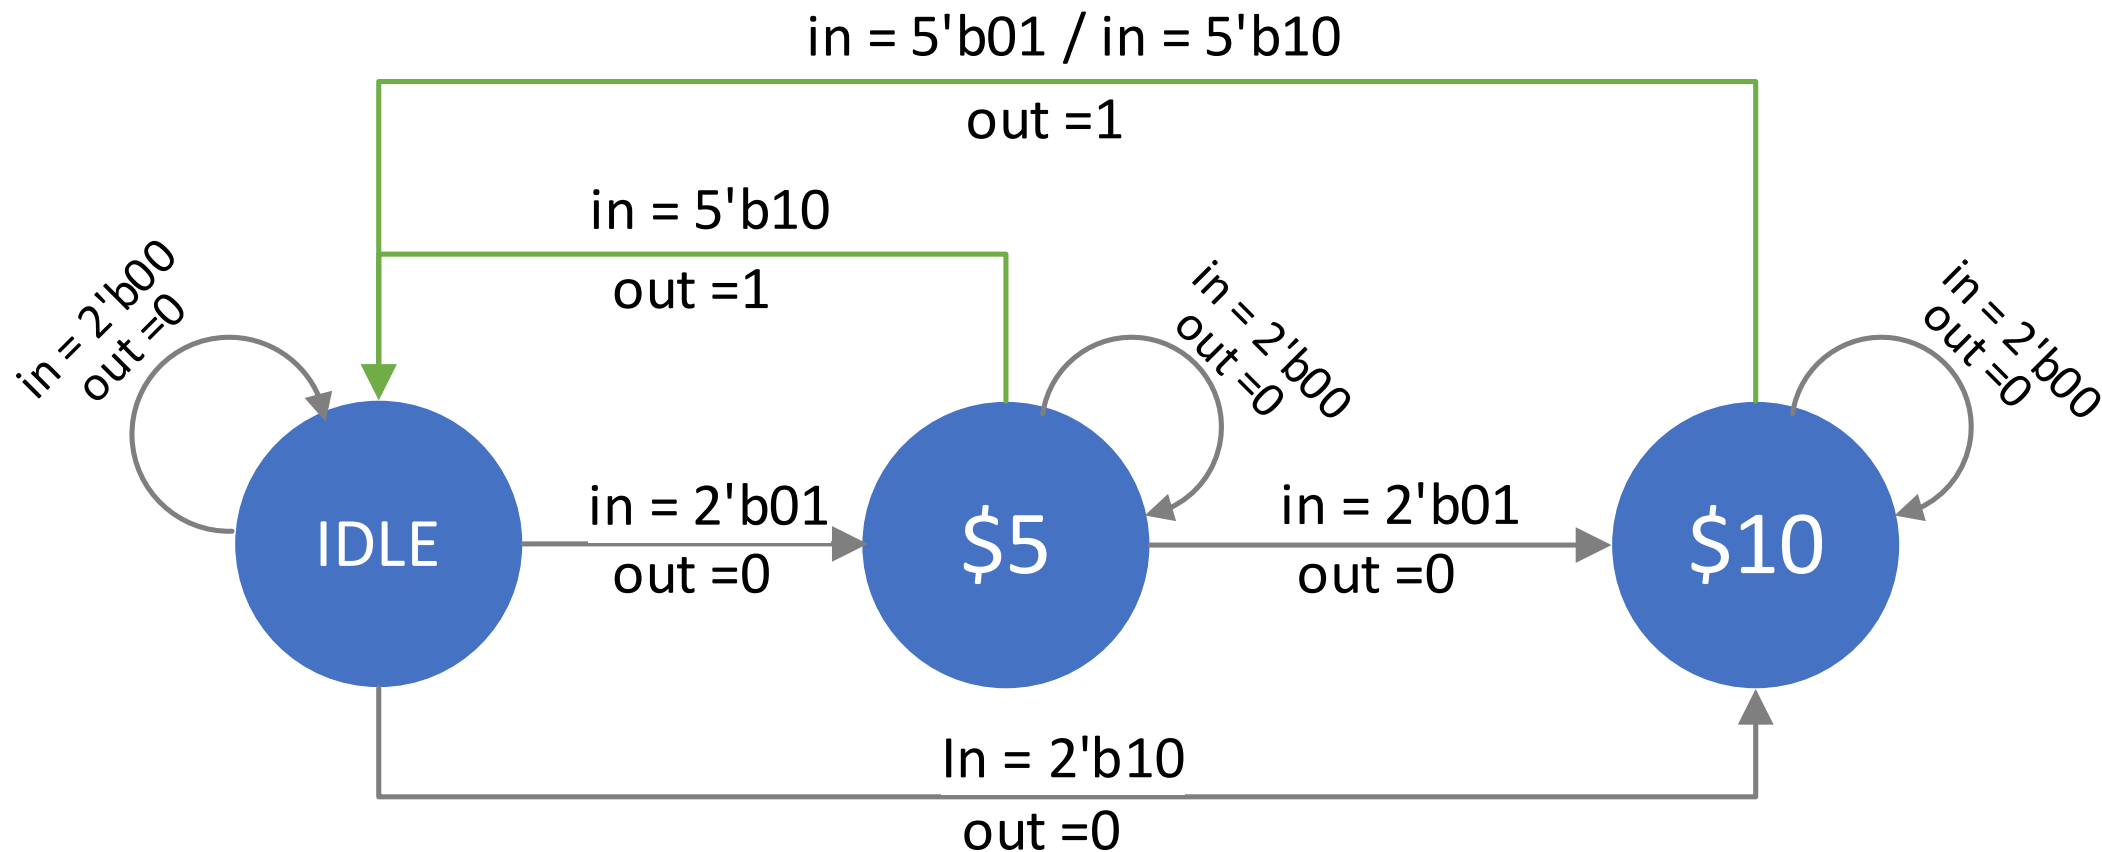 in = 5'b01 / in = 5'b10
out =1
in = 5'b10
out =1
in = 2'b00
out =0
in = 2'b00
out =0
in = 2'b00
out =0
IDLE
in = 2'b01
out =0
$5
in = 2'b01
out =0
$10
In = 2'b10
out =0